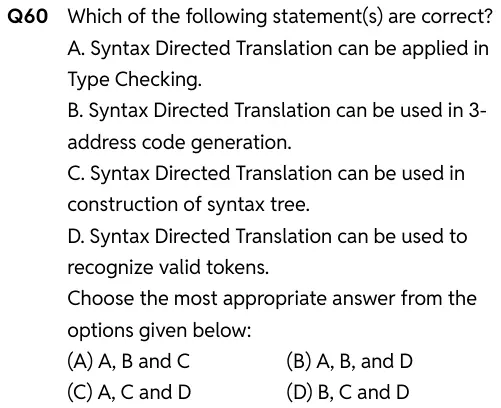 Q60 Which of the following statement(s) are correct?
A. Syntax Directed Translation can be applied in
Type Checking.
B. Syntax Directed Translation can be used in 3-
address code generation.
C. Syntax Directed Translation can be used in
construction of syntax tree.
D. Syntax Directed Translation can be used to
recognize valid tokens.
Choose the most appropriate answer from the
options given below:
(A) A, B and C (B) A, B, and D
(C) A, C and D (D) B, C and D